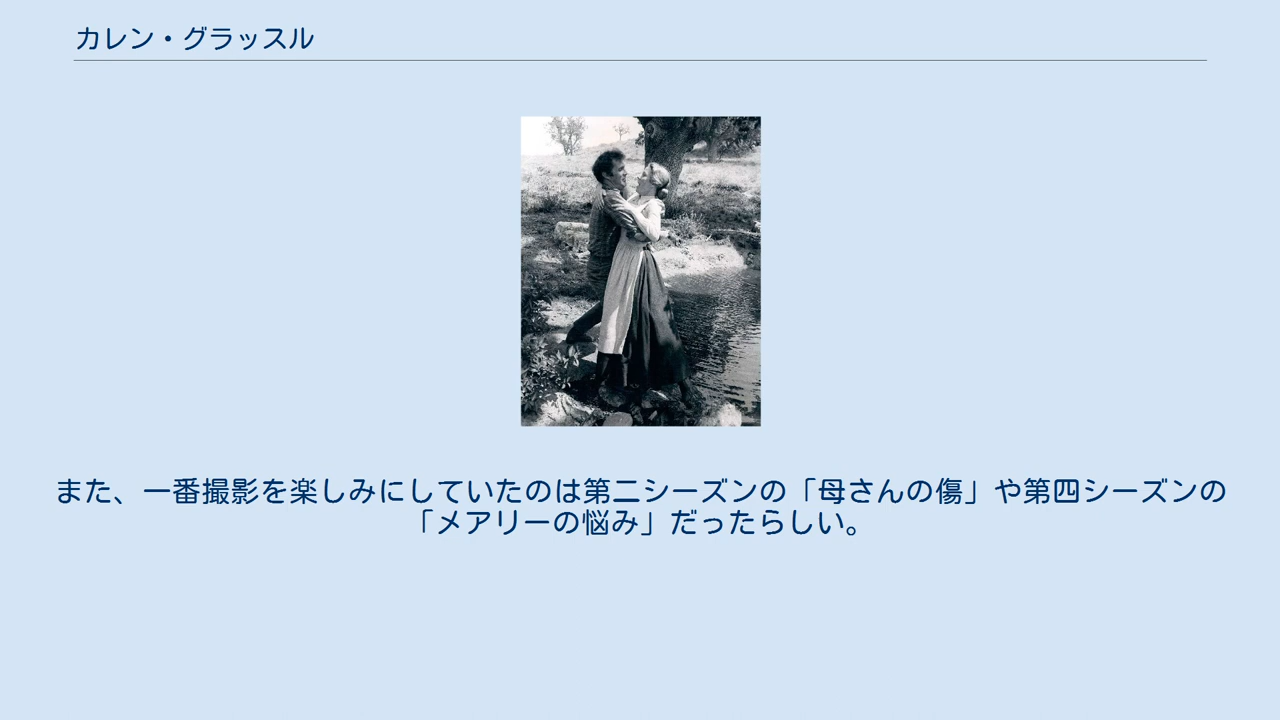 カレン・グラッスル
また、一番撮影を楽しみにしていたのは第二シーズンの「母さんの傷」や第四シーズンの
「メアリーの悩み」だったらしい。